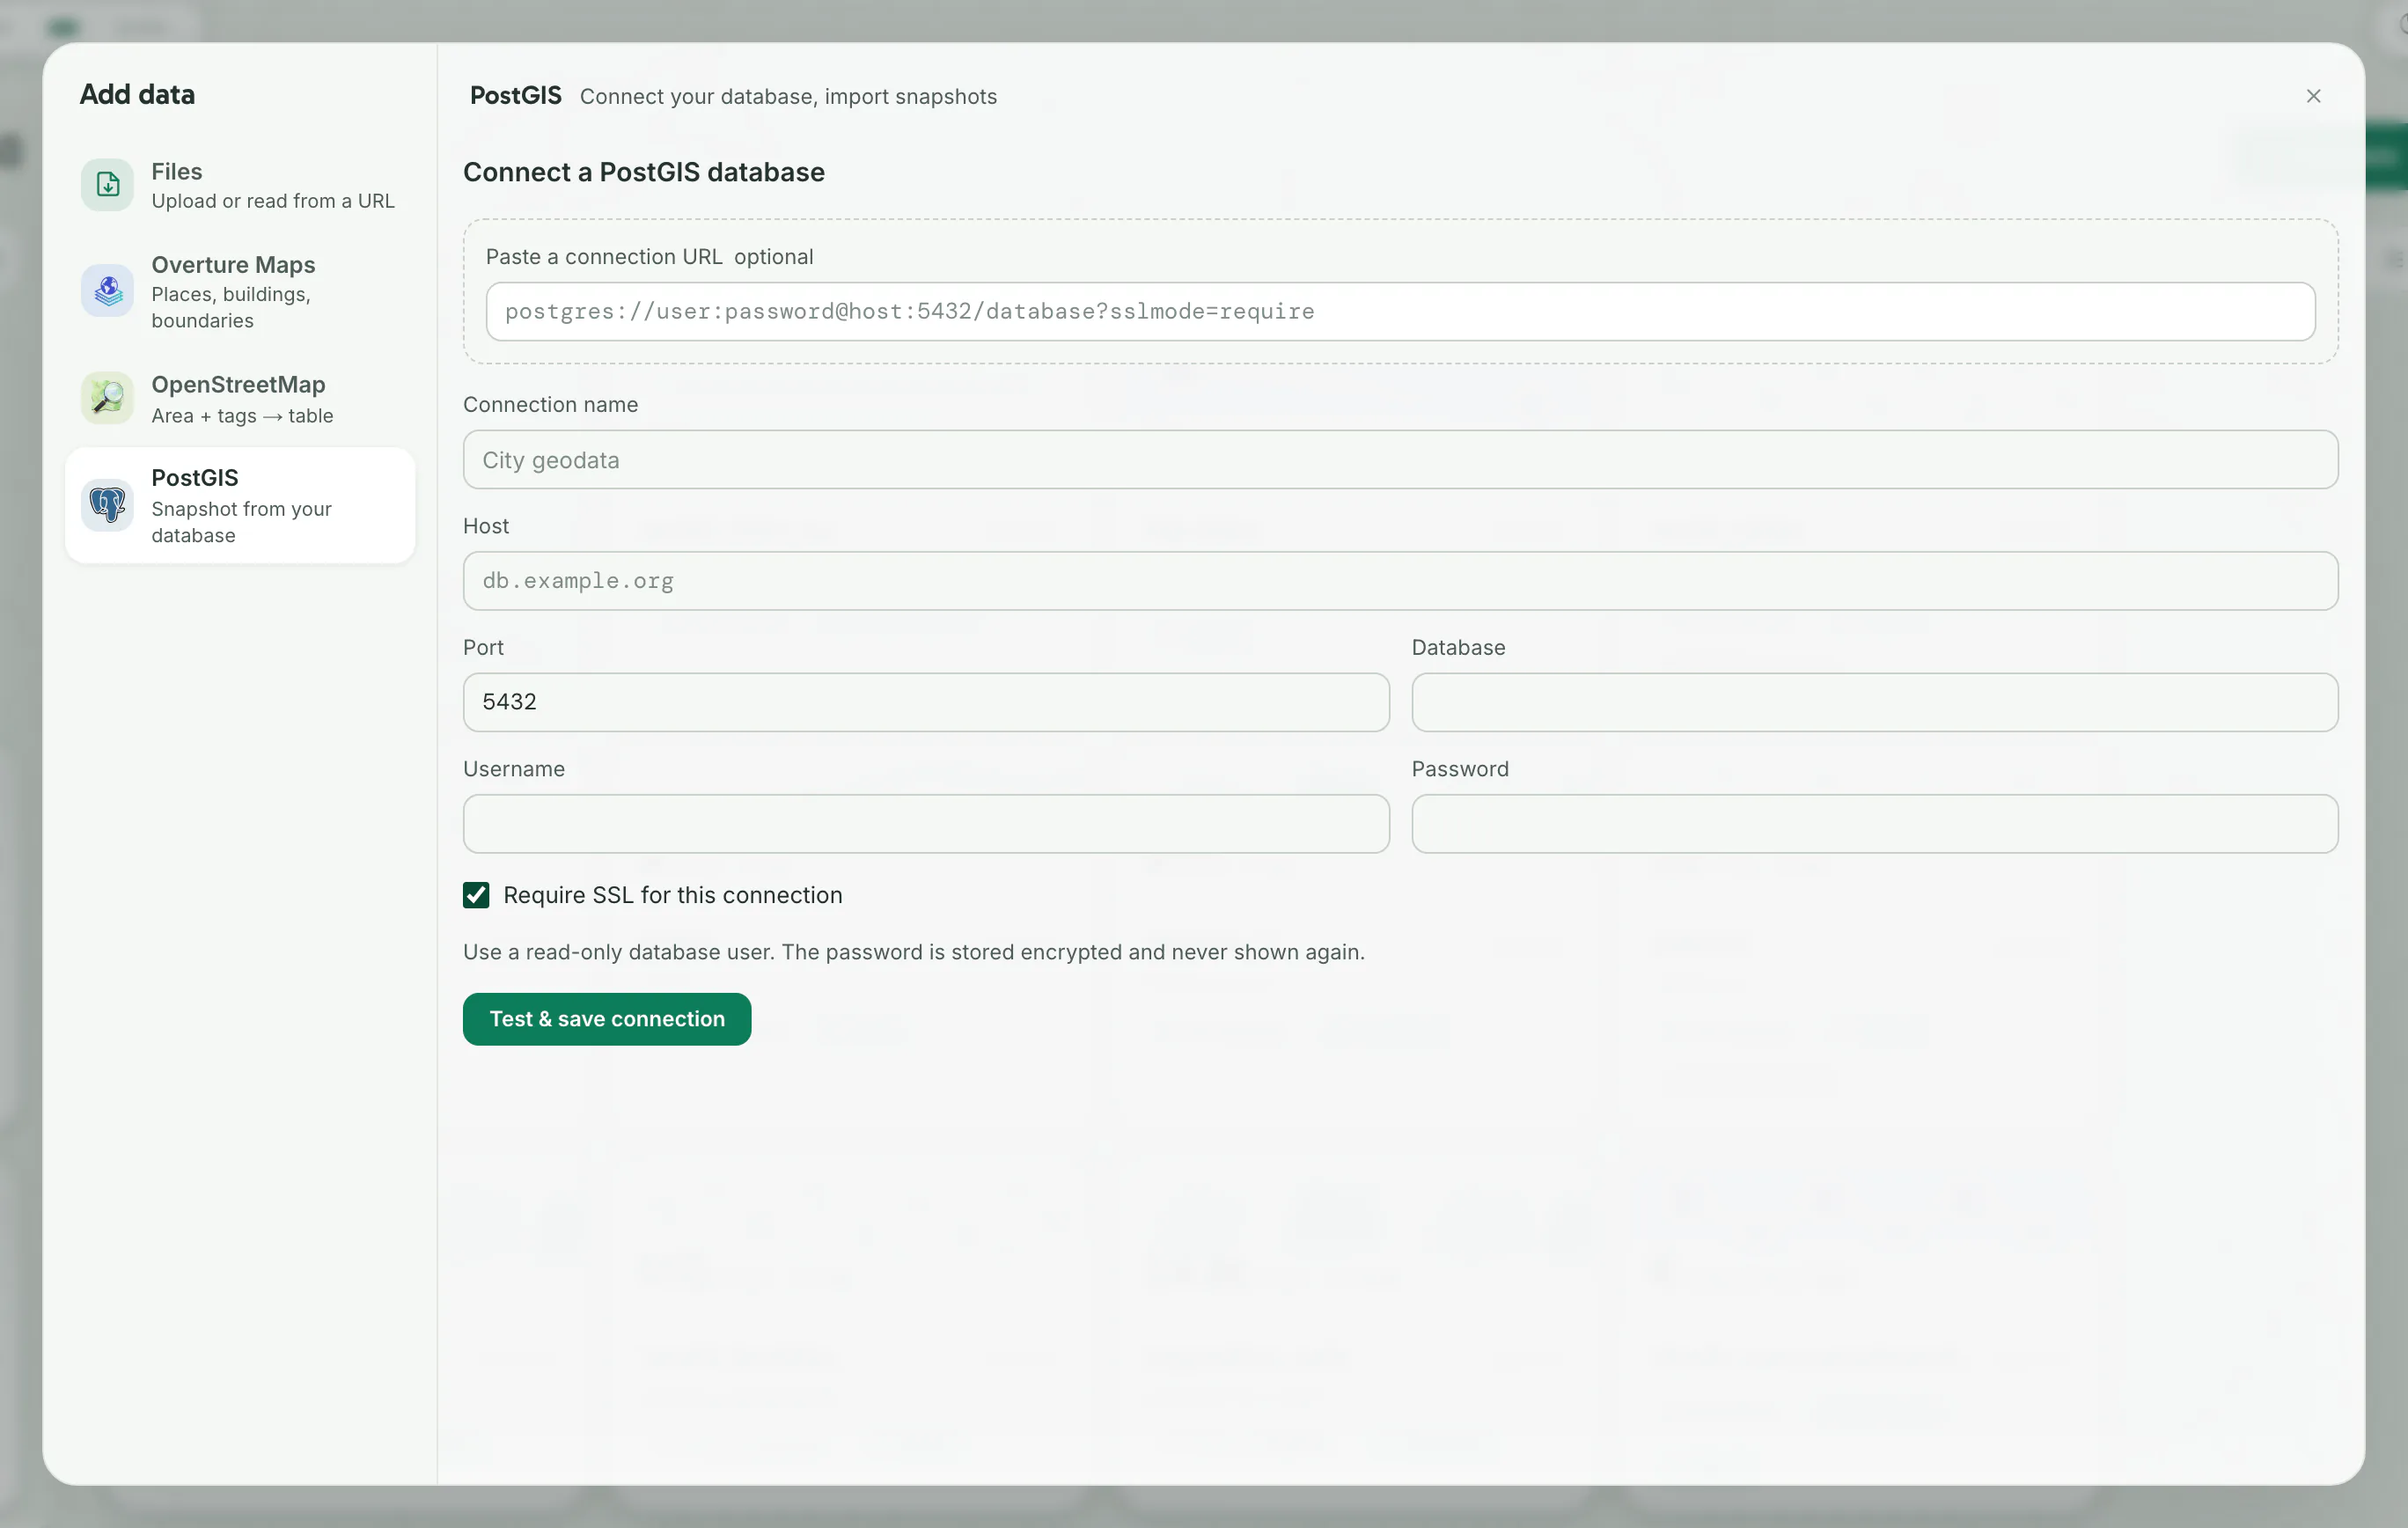 Add data
Files
Upload or read from a URL
Overture Maps
Places, buildings,
boundaries
OpenStreetMap
Area + tags → table
PostGIS
Snapshot from your
database
PostGIS Connect your database, import snapshots
Connect a PostGIS database
Paste a connection URL optional
postgres://user:password@host:5432/database?sslmode=require
Connection name
City geodata
Host
db.example.org
Port
Database
5432
Username
Password
Require SSL for this connection
Use a read-only database user. The password is stored encrypted and never shown again.
Test & save connection